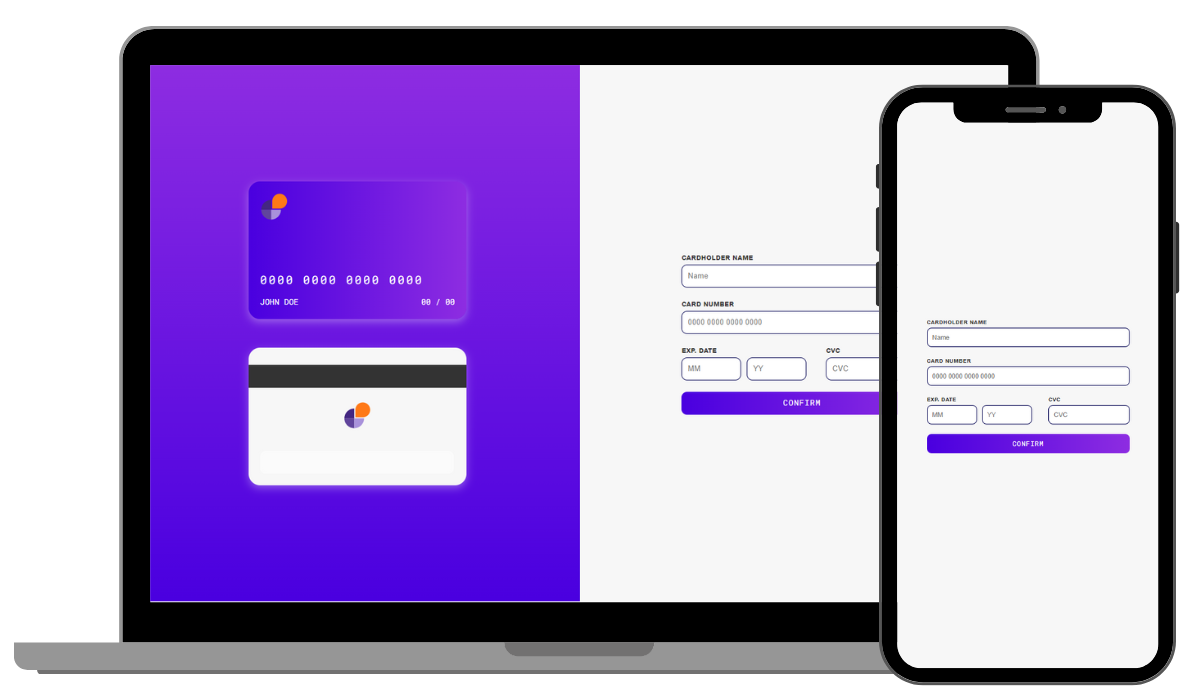 0000 0000 0000 0000
JOHN DOE 00 / 00
CARDHOLDER NAME
Name
CARD NUMBER
0000 0000 0000 0000
EXP. DATE CVC
MM YY CVC
CONFIRM
CARDHOLDER NAME
Name
CARD NUMBER
0000 0000 0000 0000
EXP. DATE CVC
MM YY CVC
CONFIRM